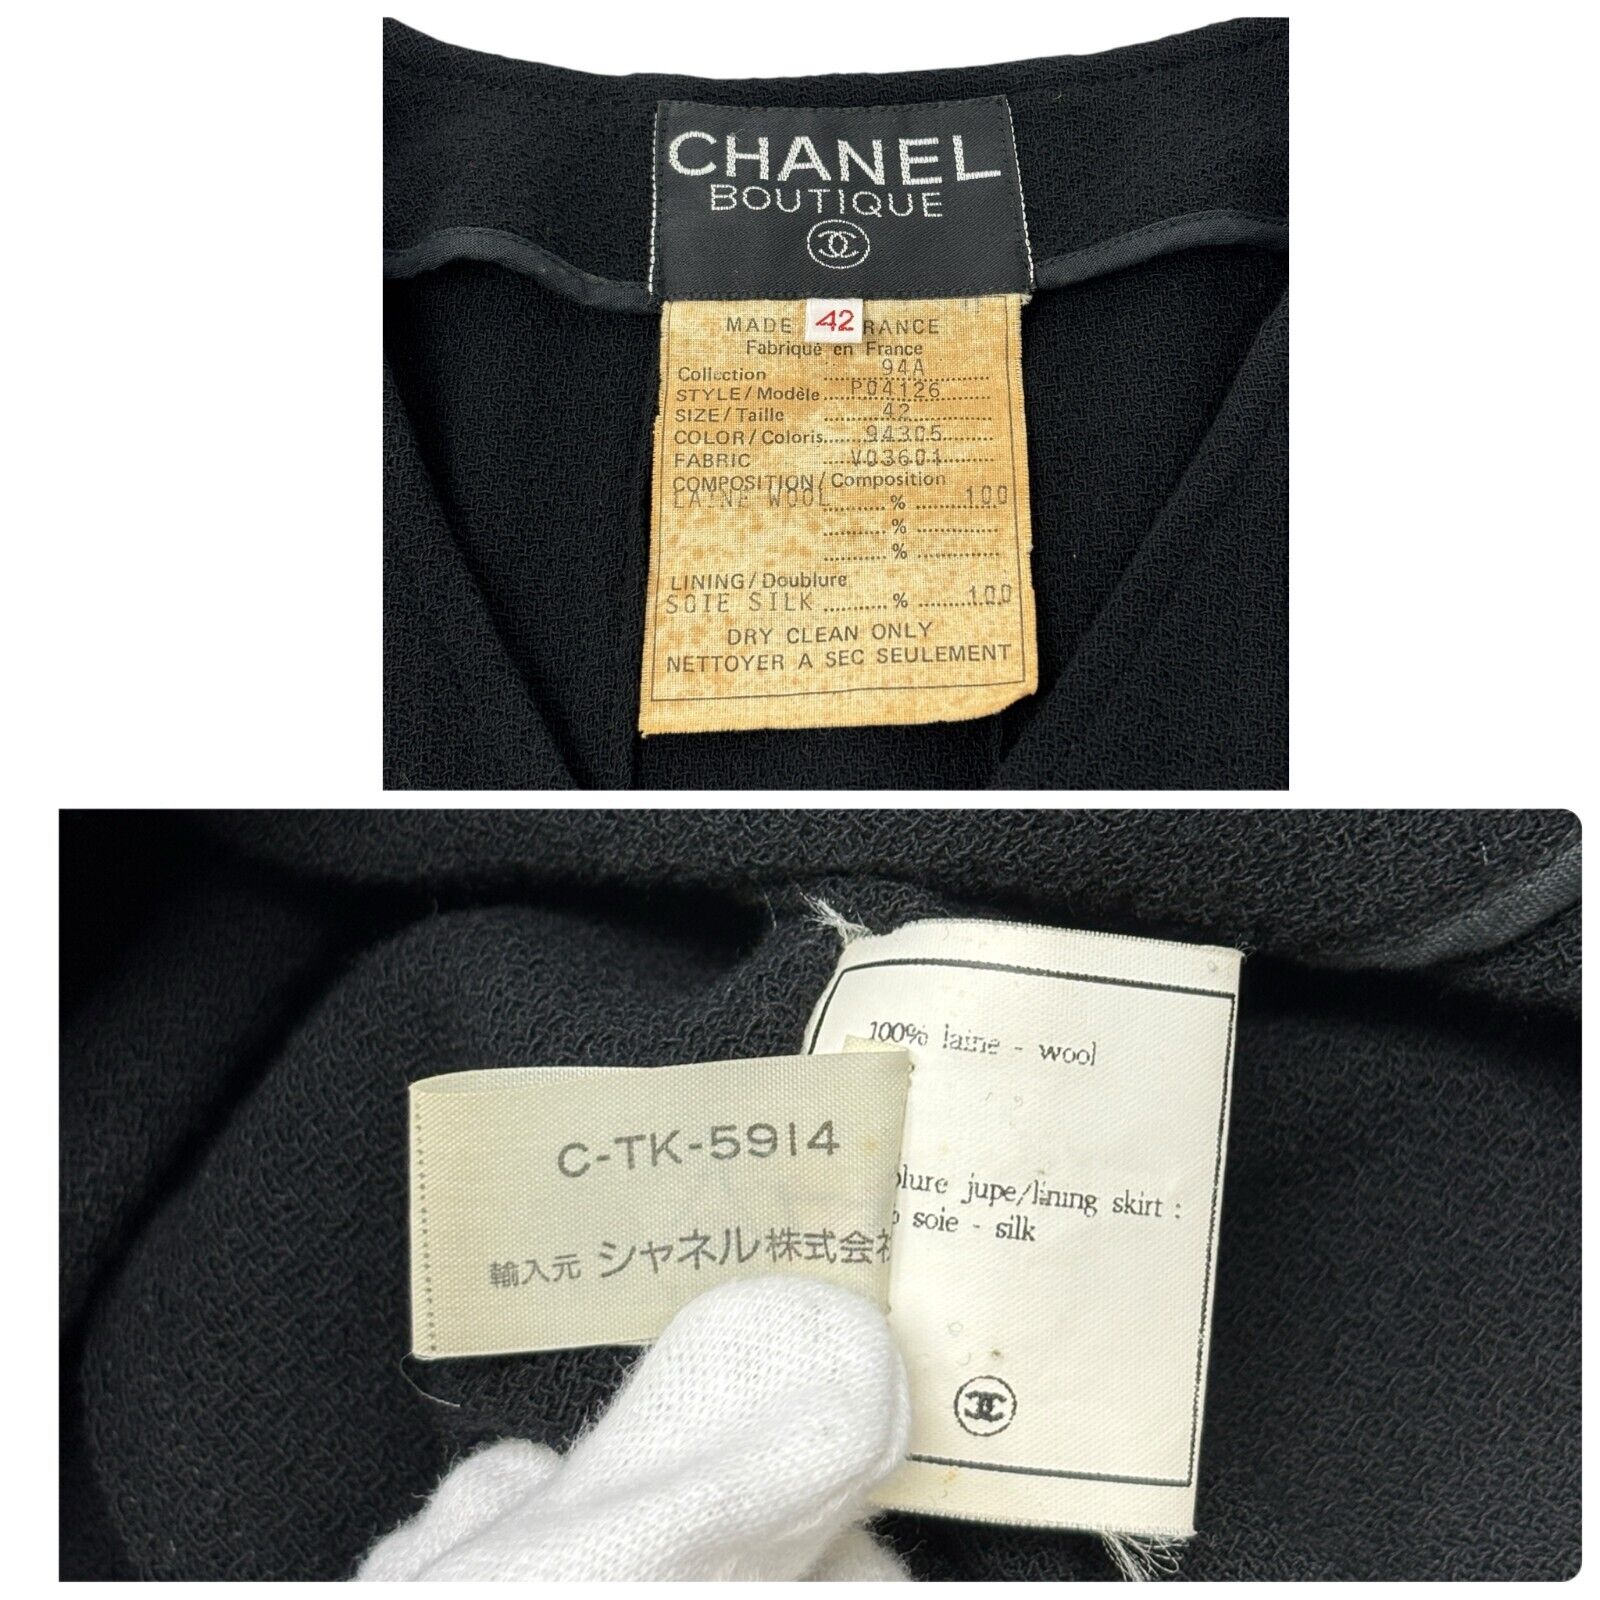 CHANEL
BOUTIQUE
42
MADE RANCE
Fabriqué en France
Collection 94A
STYLE/Modèle P04126
SIZE/Taille 42
COLOR/Coloris 94305
FABRIC V03601
COMPOSITION/Composition
LAINE WOOL % 100
%
%
LINING/Doublure
SOIE SILK % 100
DRY CLEAN ONLY
NETTOYER A SEC SEULEMENT
100% laine - wool
C-TK-5914
olure jupe/lining skirt :
soie - silk
輸入元 シャネル株式会社